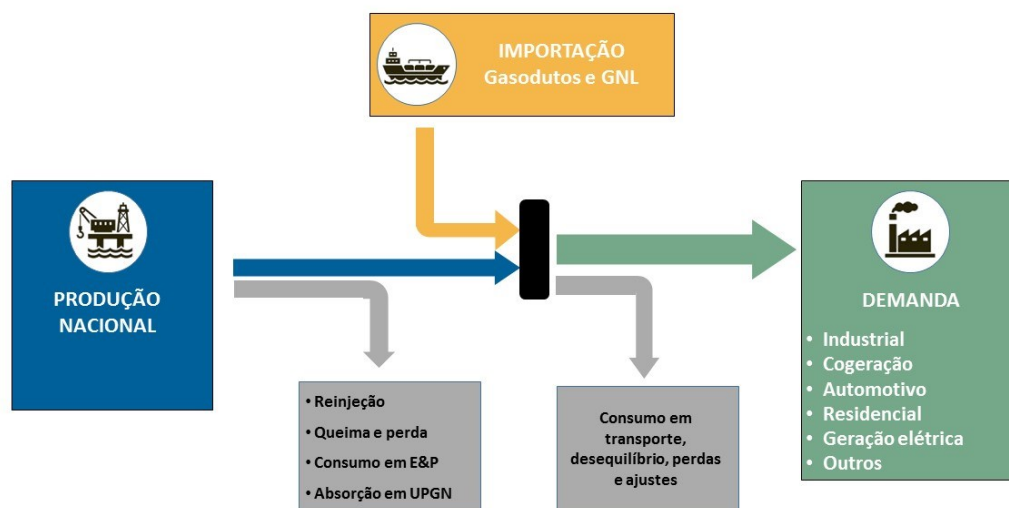 IMPORTAÇÃO
Gasodutos e GNL
PRODUÇÃO
NACIONAL
DEMANDA
• Industrial
• Cogeração
• Automotivo
• Residencial
• Geração elétrica
• Outros
• Reinjeção
• Queima e perda
• Consumo em E&P
• Absorção em UPGN
Consumo em
transporte,
desequilíbrio, perdas
e ajustes